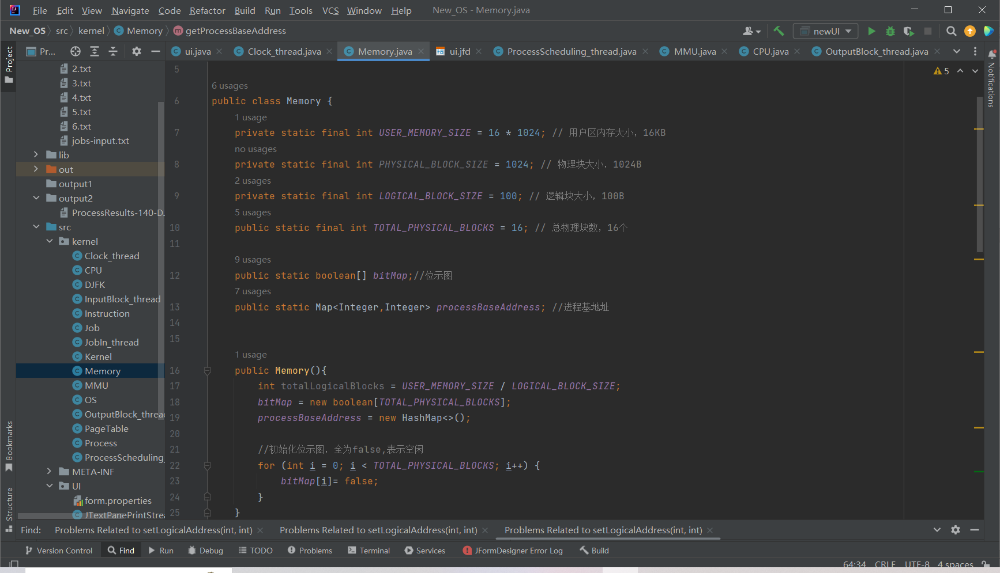 File Edit View Navigate Code Refactor Build Run Tools VCS Window Help New_OS - Memory.java
New_OS src kernel Memory getProcessBaseAddress newUI
Project
Pr...
ui.java Clock_thread.java Memory.java ui.jfd ProcessScheduling_thread.java MMU.java CPU.java OutputBlock_thread.java
Notifications
2.txt
3.txt
4.txt
5.txt
6.txt
jobs-input.txt
lib
out
output1
output2
ProcessResults-140-DJ
src
kernel
Clock_thread
CPU
DJFK
InputBlock_thread
Instruction
Job
JobIn_thread
Kernel
Memory
MMU
OS
OutputBlock_threa
PageTable
Process
ProcessScheduling_
META-INF
UI
form.properties
JTextPanePrintStrea
Bookmarks
Structure
5
5
6 usages
6 public class Memory {
1 usage
7 private static final int USER_MEMORY_SIZE = 16 * 1024; // 用户区内存大小，16KB
no usages
8 private static final int PHYSICAL_BLOCK_SIZE = 1024; // 物理块大小，1024B
2 usages
9 private static final int LOGICAL_BLOCK_SIZE = 100; // 逻辑块大小，100B
5 usages
10 public static final int TOTAL_PHYSICAL_BLOCKS = 16; // 总物理块数，16个
11
9 usages
12 public static boolean[] bitMap;//位示图
7 usages
13 public static Map<Integer,Integer> processBaseAddress; //进程基地址
14
15
1 usage
16 public Memory(){
17 int totalLogicalBlocks = USER_MEMORY_SIZE / LOGICAL_BLOCK_SIZE;
18 bitMap = new boolean[TOTAL_PHYSICAL_BLOCKS];
19 processBaseAddress = new HashMap<>();
20
21 //初始化位示图，全为false,表示空闲
22 for (int i = 0; i < TOTAL_PHYSICAL_BLOCKS; i++) {
23 bitMap[i]= false;
24 }
25 }
Find: Problems Related to setLogicalAddress(int, int) Problems Related to setLogicalAddress(int, int) Problems Related to setLogicalAddress(int, int)
Version Control Find Run Debug TODO Problems Terminal Services JFormDesigner Error Log Build
64:34 CRLF UTF-8 4 spaces